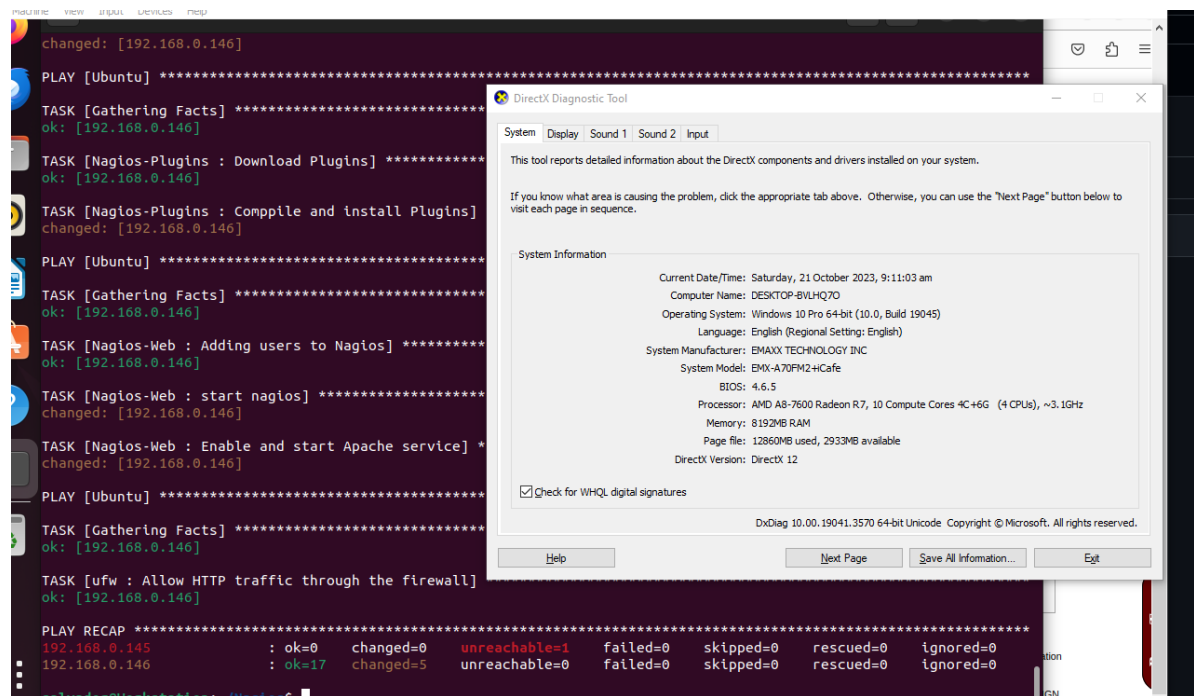 Machine View Input Devices Help
changed: [192.168.0.146]
PLAY [Ubuntu] *********************************************************************************************************
TASK [Gathering Facts] ******************************
ok: [192.168.0.146]
TASK [Nagios-Plugins : Download Plugins] ************
ok: [192.168.0.146]
TASK [Nagios-Plugins : Comppile and install Plugins]
changed: [192.168.0.146]
PLAY [Ubuntu] ***************************************
TASK [Gathering Facts] ******************************
ok: [192.168.0.146]
TASK [Nagios-Web : Adding users to Nagios] **********
ok: [192.168.0.146]
TASK [Nagios-Web : start nagios] ********************
changed: [192.168.0.146]
TASK [Nagios-Web : Enable and start Apache service] *
changed: [192.168.0.146]
PLAY [Ubuntu] ***************************************
TASK [Gathering Facts] ******************************
ok: [192.168.0.146]
TASK [ufw : Allow HTTP traffic through the firewall]
ok: [192.168.0.146]
PLAY RECAP ************************************************************************************************************
192.168.0.145 : ok=0 changed=0 unreachable=1 failed=0 skipped=0 rescued=0 ignored=0
192.168.0.146 : ok=17 changed=5 unreachable=0 failed=0 skipped=0 rescued=0 ignored=0
DirectX Diagnostic Tool
System Display Sound 1 Sound 2 Input
This tool reports detailed information about the DirectX components and drivers installed on your system.
If you know what area is causing the problem, click the appropriate tab above. Otherwise, you can use the "Next Page" button below to
visit each page in sequence.
System Information
Current Date/Time: Saturday, 21 October 2023, 9:11:03 am
Computer Name: DESKTOP-BVLHQ7O
Operating System: Windows 10 Pro 64-bit (10.0, Build 19045)
Language: English (Regional Setting: English)
System Manufacturer: EMAXX TECHNOLOGY INC
System Model: EMX-A70FM2+iCafe
BIOS: 4.6.5
Processor: AMD A8-7600 Radeon R7, 10 Compute Cores 4C+6G (4 CPUs), ~3.1GHz
Memory: 8192MB RAM
Page file: 12860MB used, 2933MB available
DirectX Version: DirectX 12
Check for WHQL digital signatures
DxDiag 10.00.19041.3570 64-bit Unicode Copyright © Microsoft. All rights reserved.
Help Next Page Save All Information... Exit